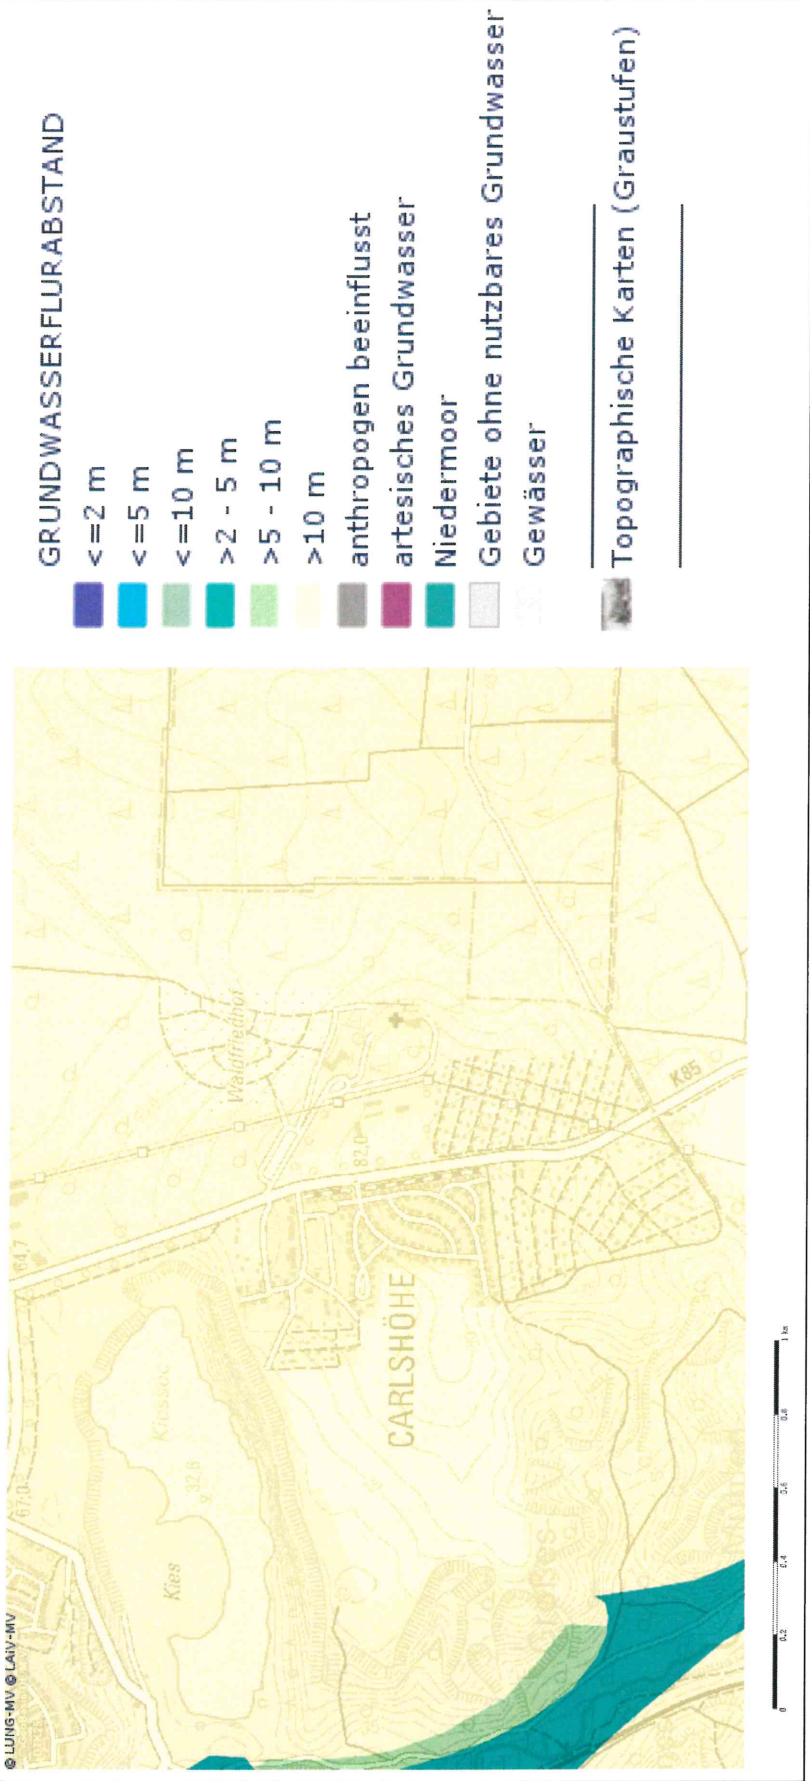 © LUNG-MV © LAiV-MV
67,0
64,7
Kies
Kiessee
32,8
Waldfriedhof
82,0
CARLSHÖHE
K85
0
0.2
0.4
0.6
0.8
1 km
GRUNDWASSERFLURABSTAND
<=2 m
<=5 m
<=10 m
>2 - 5 m
>5 - 10 m
>10 m
anthropogen beeinflusst
artesisches Grundwasser
Niedermoor
Gebiete ohne nutzbares Grundwasser
Gewässer
Topographische Karten (Graustufen)